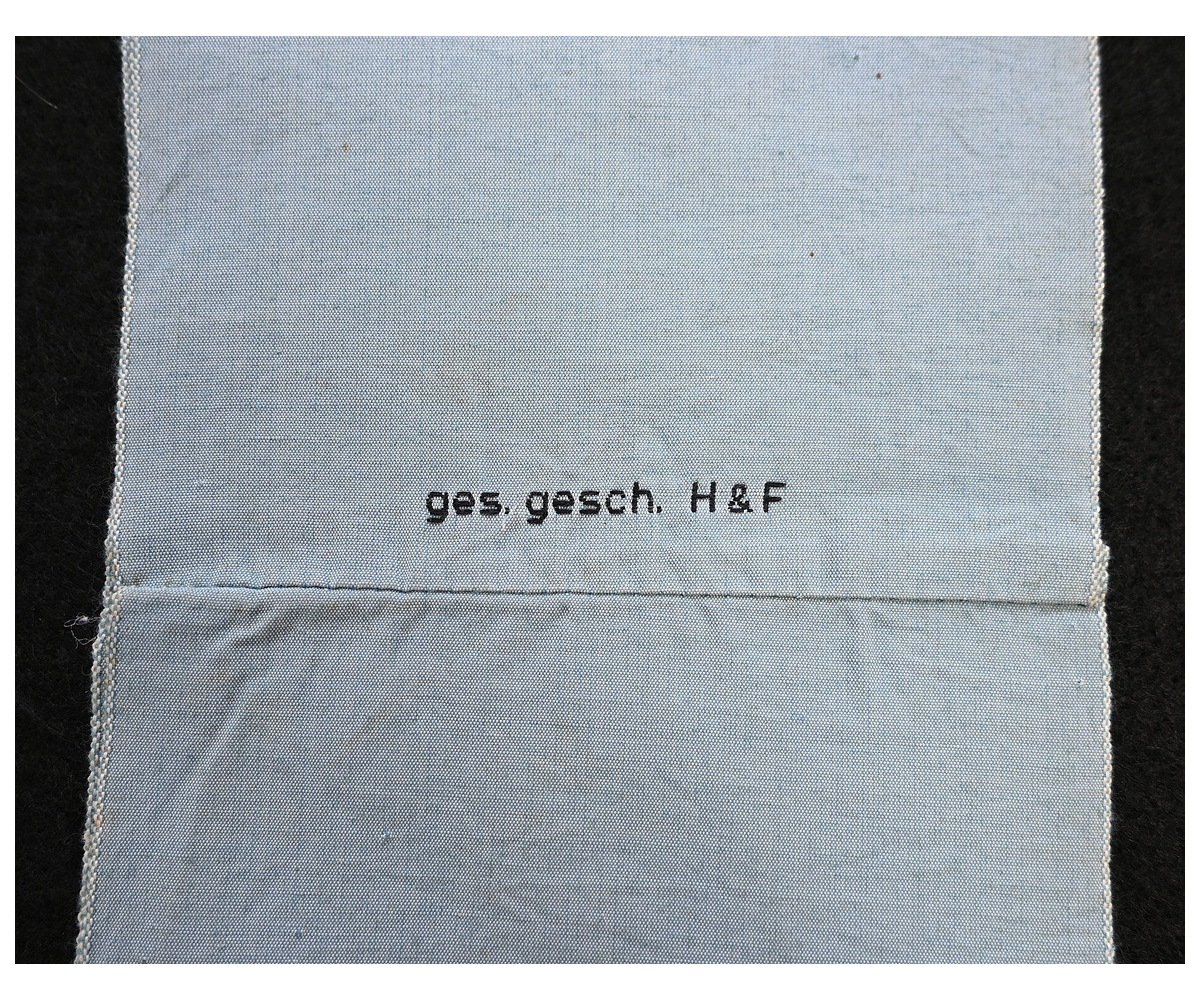 ges. gesch. H & F